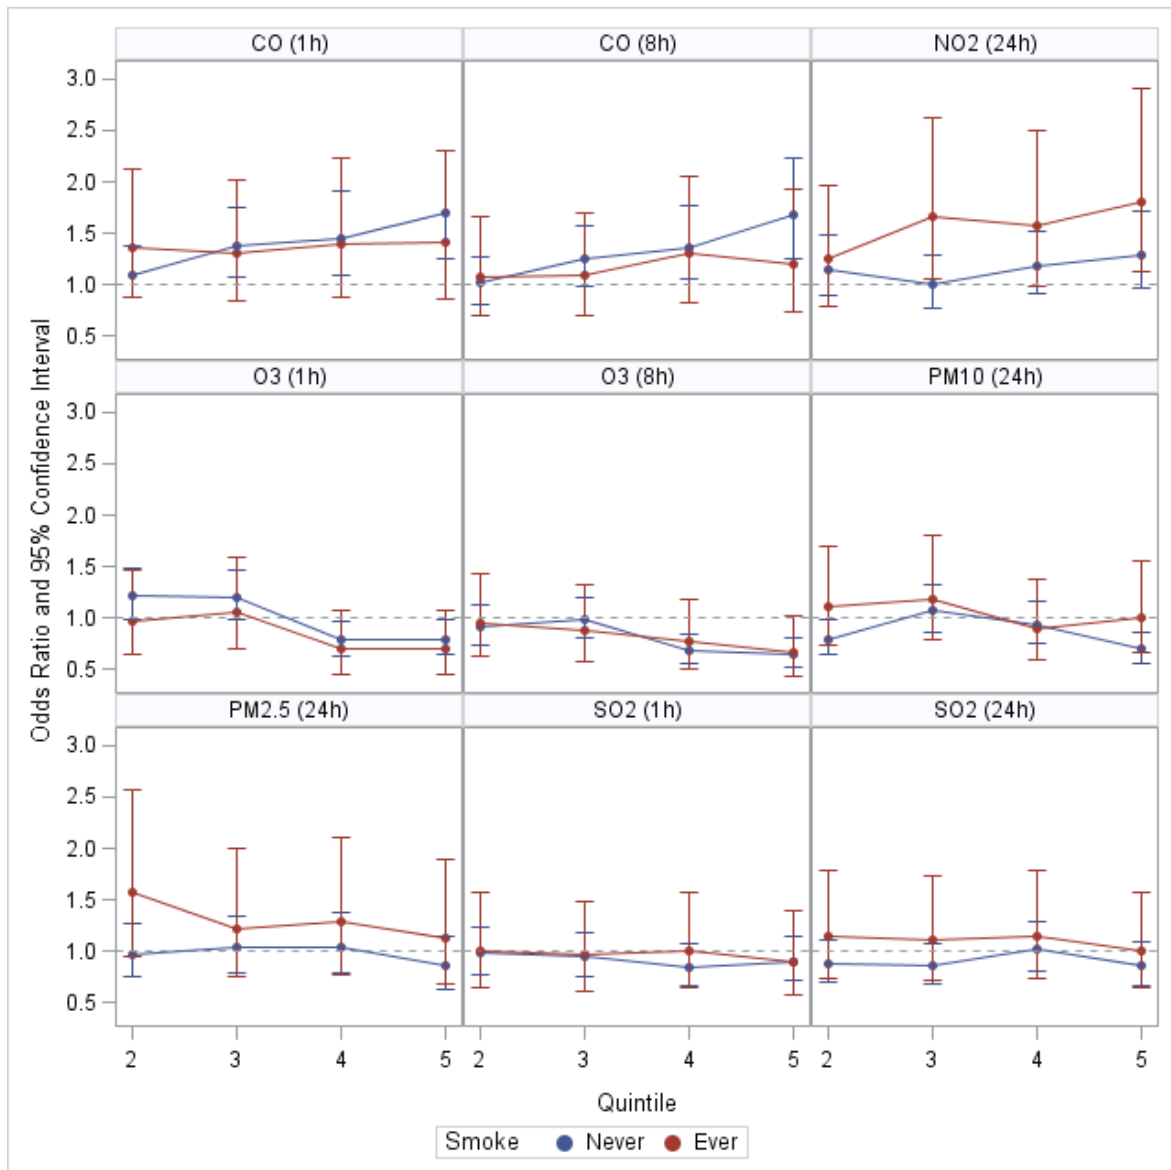 CO (1h) CO (8h) NO2 (24h)
3.0
2.5
2.0
1.5
1.0
0.5
O3 (1h) O3 (8h) PM10 (24h)
3.0
2.5
2.0
1.5
1.0
0.5
PM2.5 (24h) SO2 (1h) SO2 (24h)
3.0
2.5
2.0
1.5
1.0
0.5
Odds Ratio and 95% Confidence Interval
2 3 4 5 2 3 4 5 2 3 4 5
Quintile
Smoke Never Ever